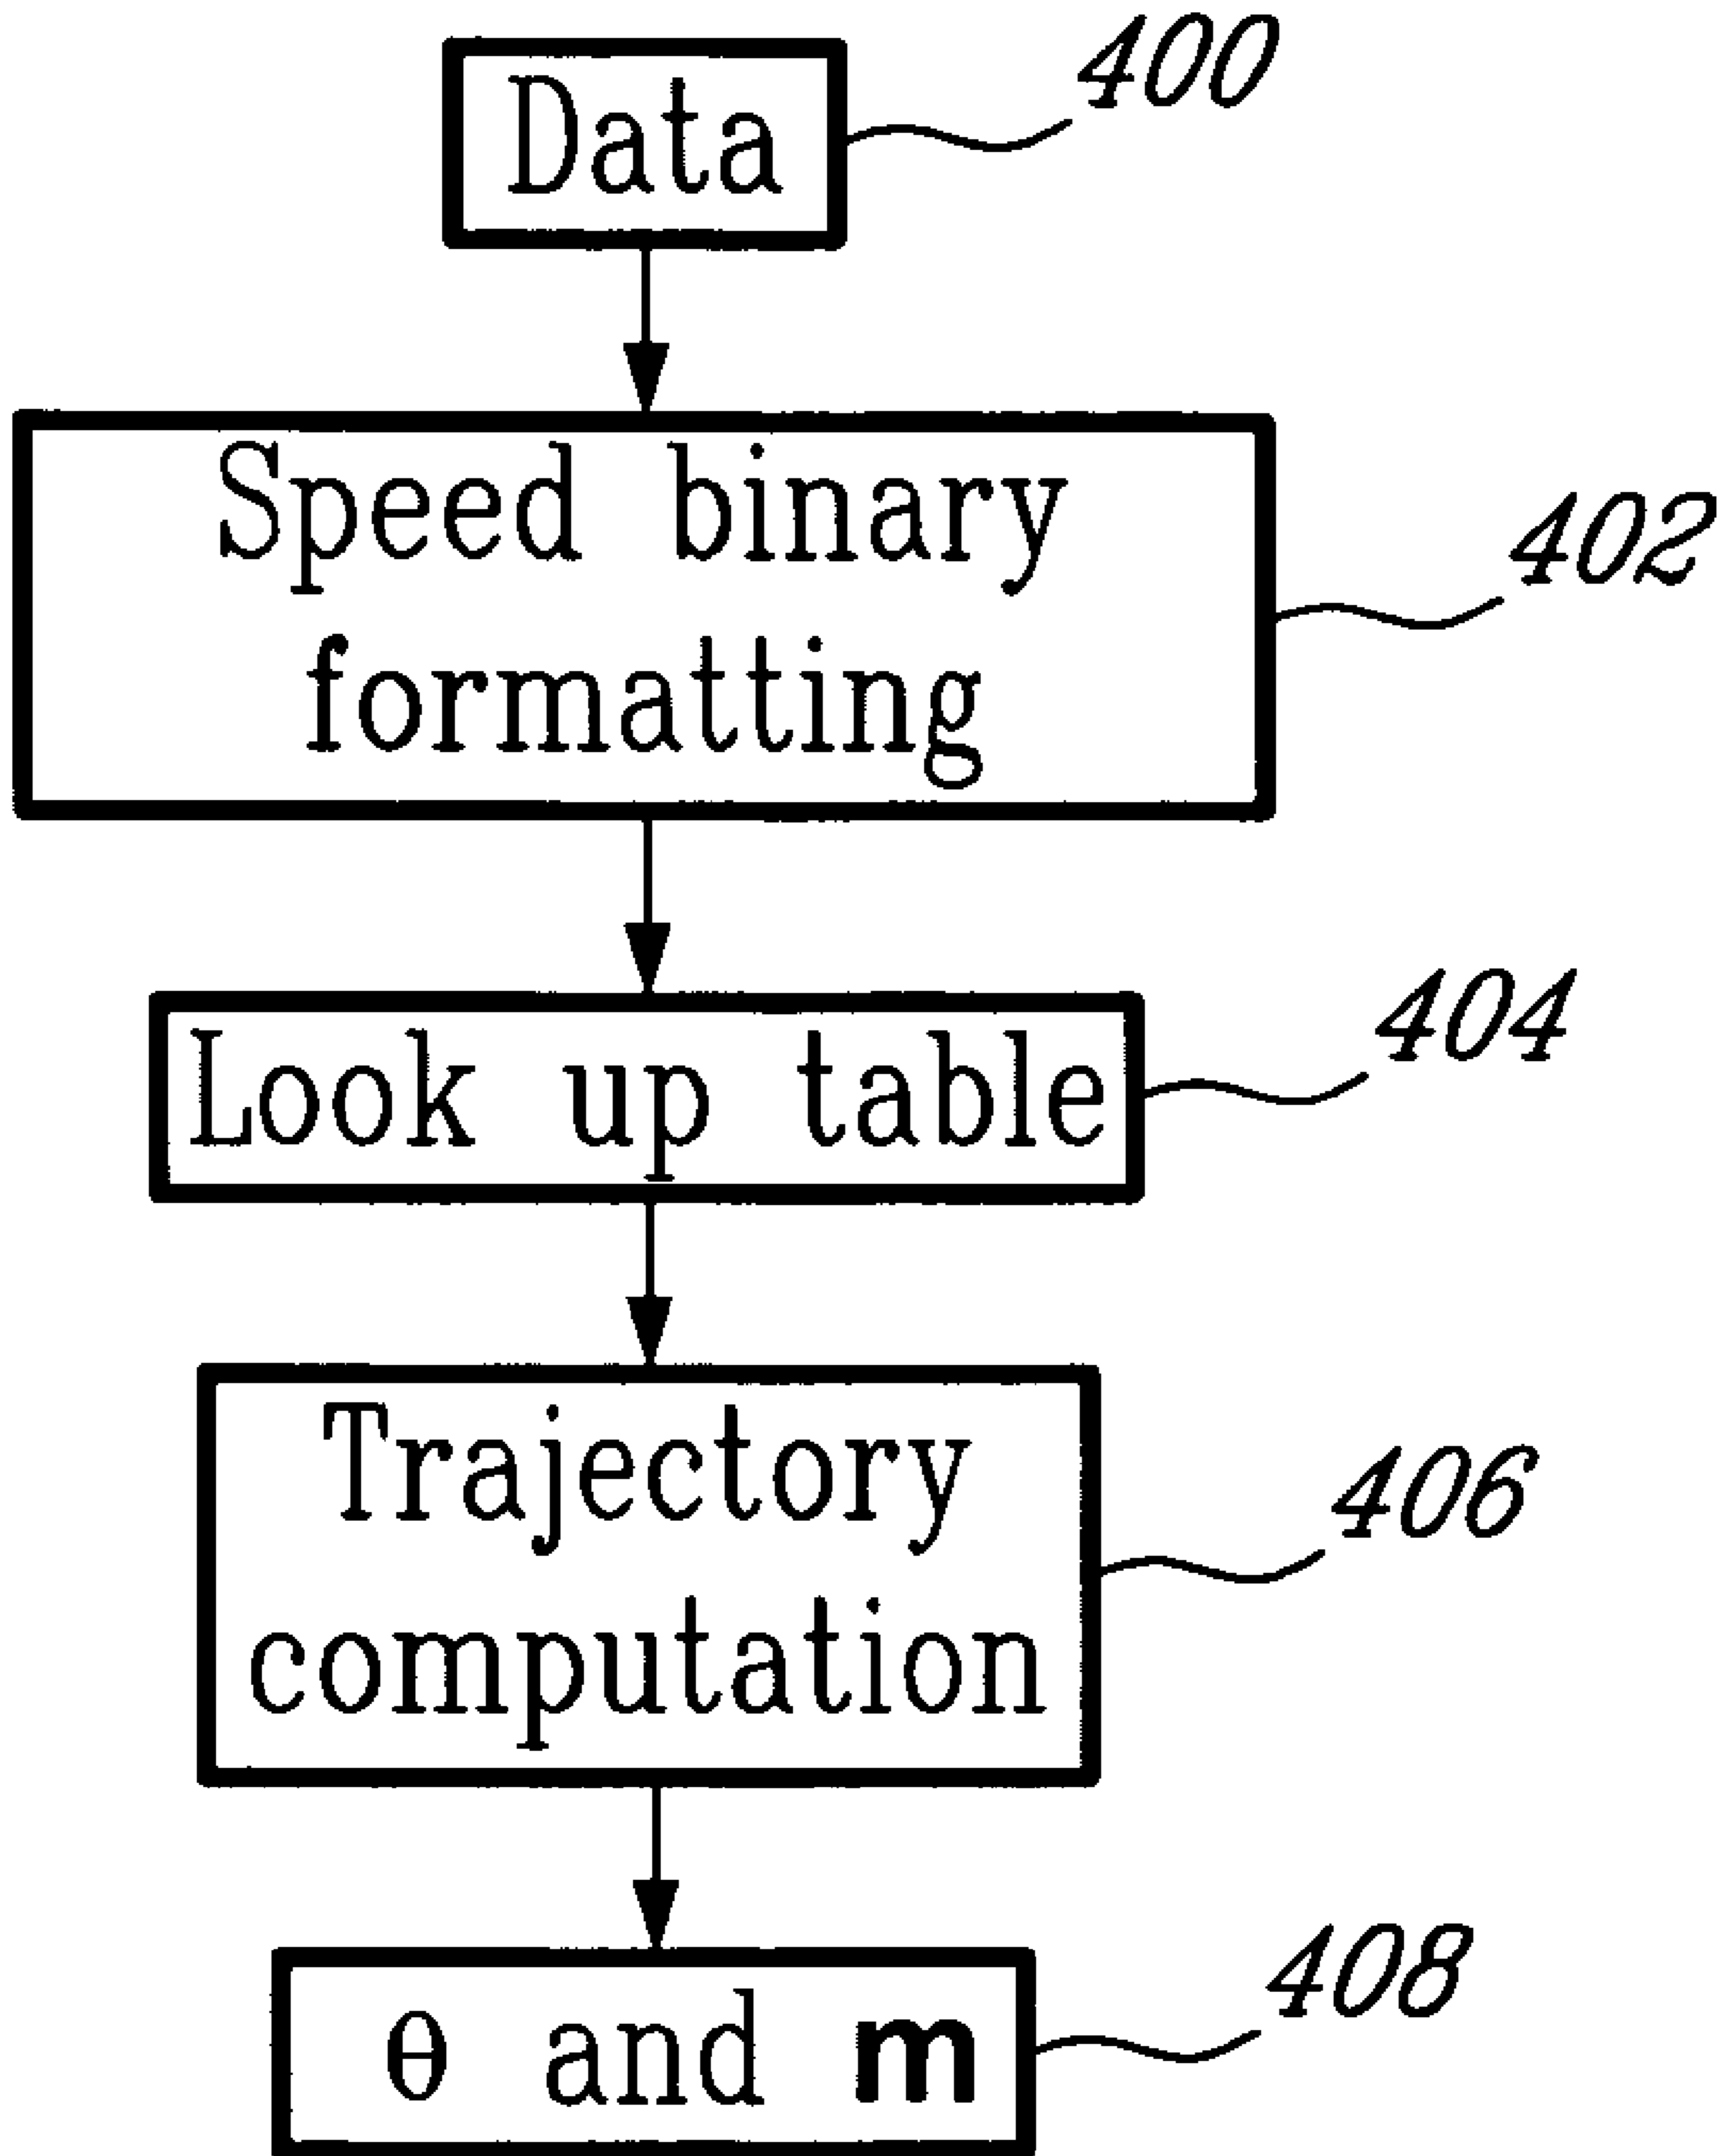 400
Data
Speed binary
402
formatting
404
Look up table
Trajectory
406
computation
408
θ and m